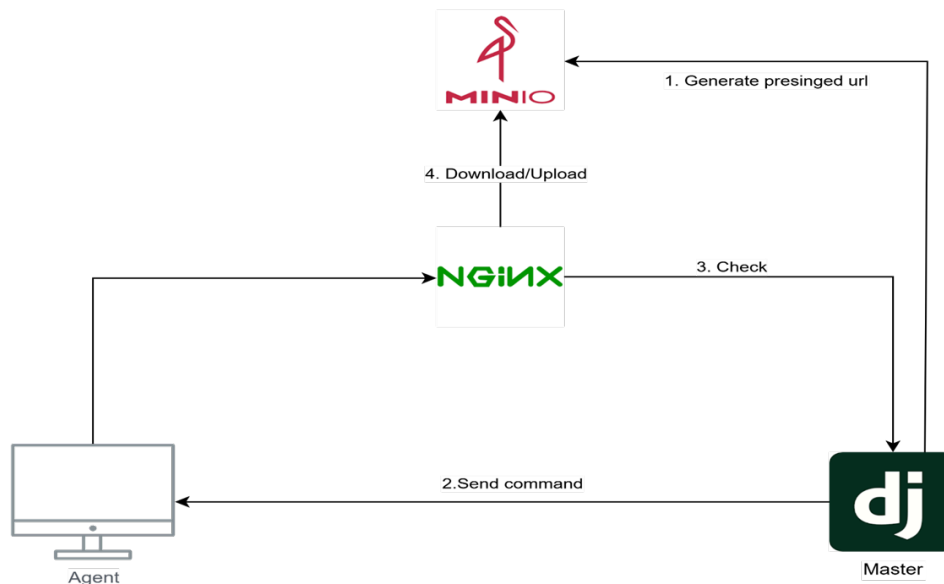 MINIO
1. Generate presinged url
4. Download/Upload
NGiNX
3. Check
2.Send command
dj
Agent
Master